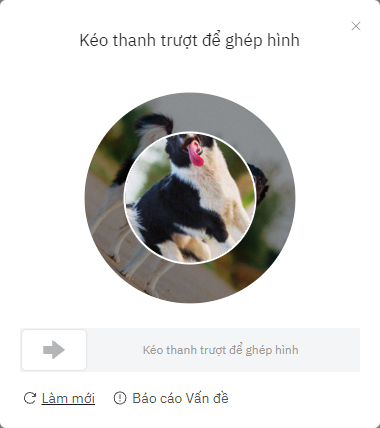 Kéo thanh trượt để ghép hình
Kéo thanh trượt để ghép hình
Làm mới
Báo cáo Vấn đề